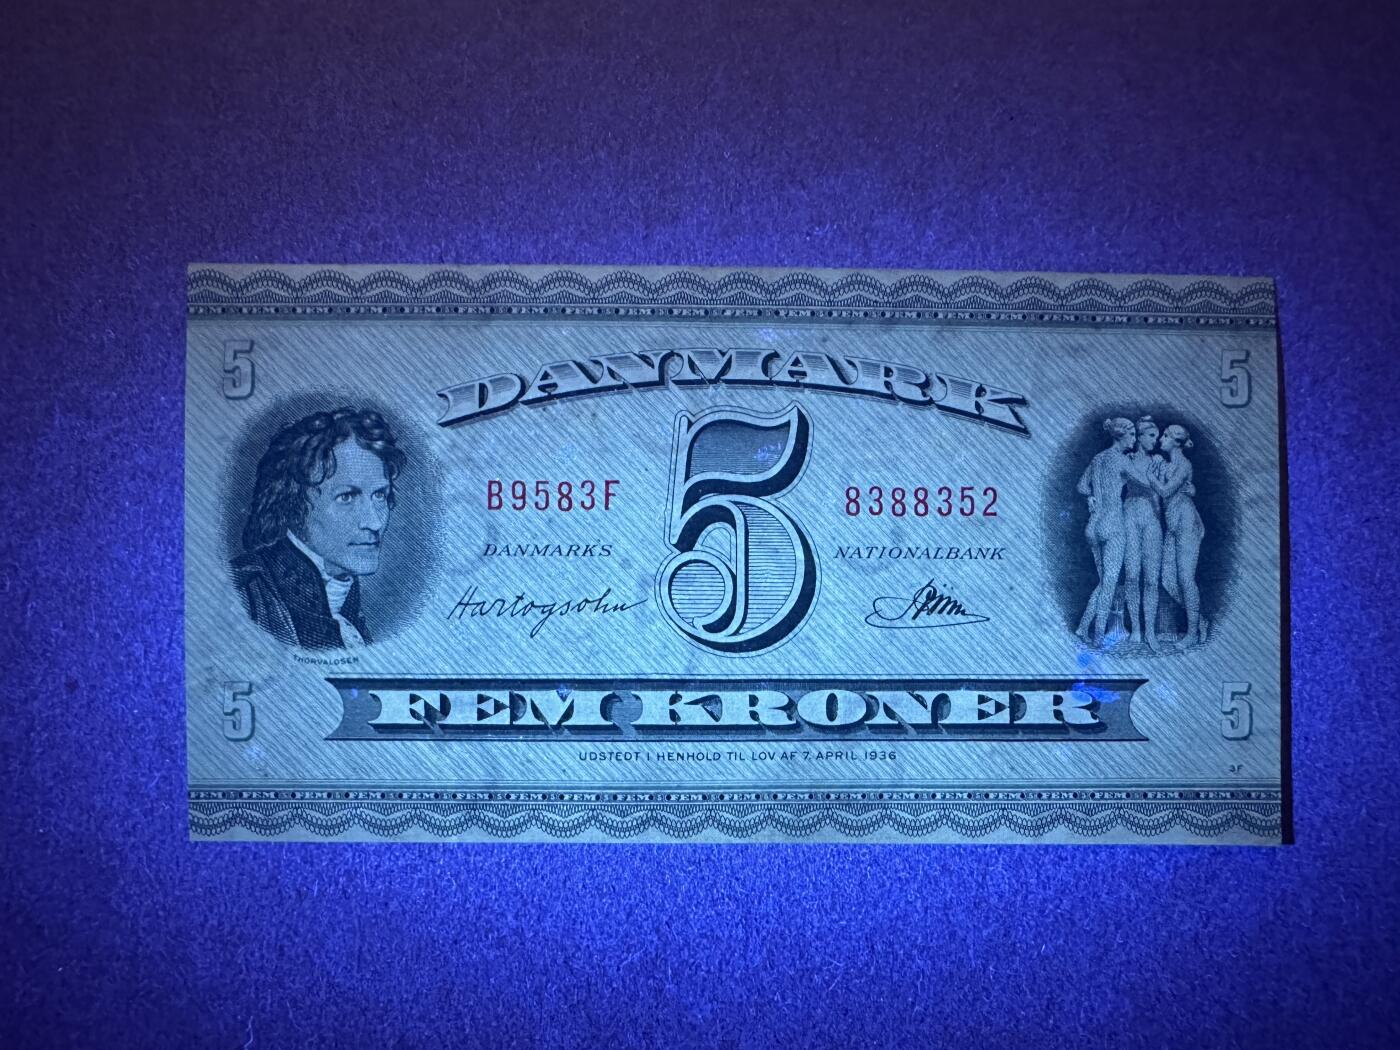 5 DANMARK 5
B9583F 5 8388352
DANMARKS NATIONALBANK
Hartogsohn
THORVALDSEN
5 FEM KRONER 5
UDSTEDT I HENHOLD TIL LOV AF 7. APRIL 1936
3F